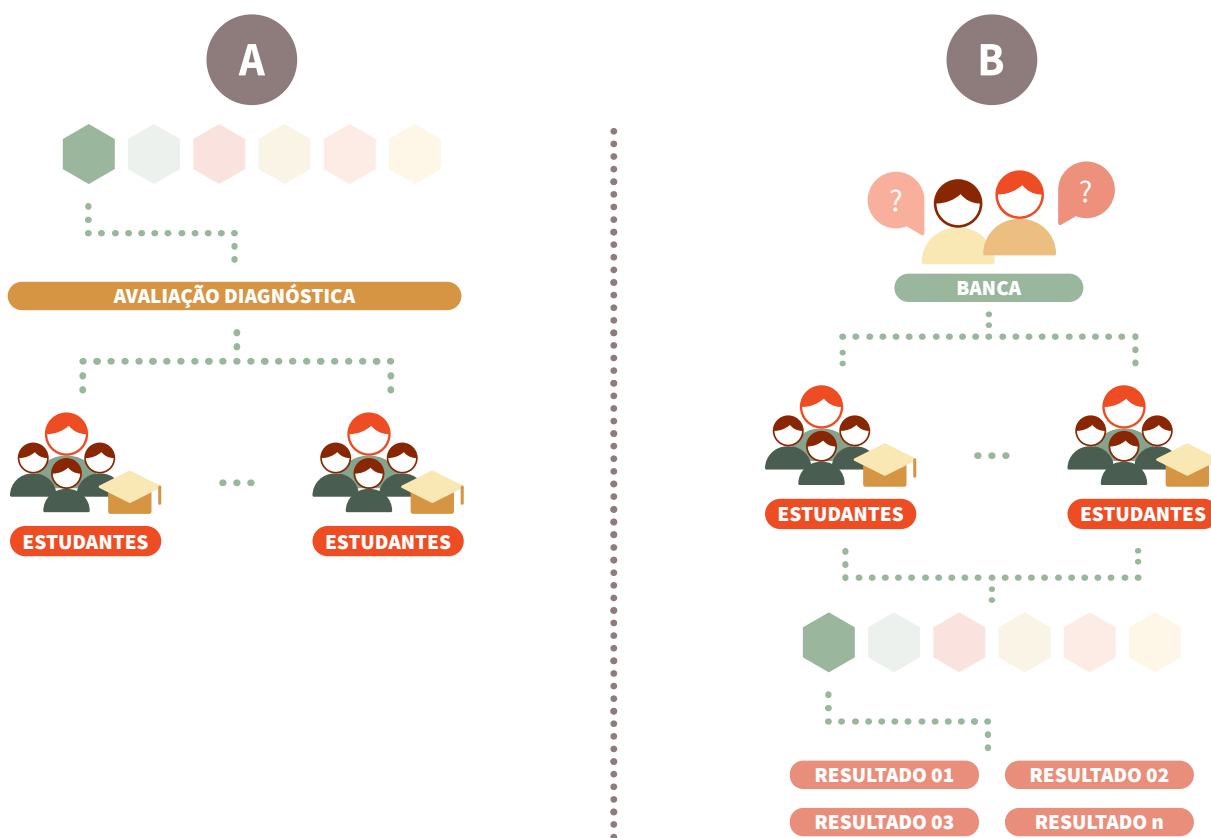 A
AVALIAÇÃO DIAGNÓSTICA
...
ESTUDANTES
ESTUDANTES
B
?
?
BANCA
...
ESTUDANTES
ESTUDANTES
RESULTADO 01
RESULTADO 02
RESULTADO 03
RESULTADO n